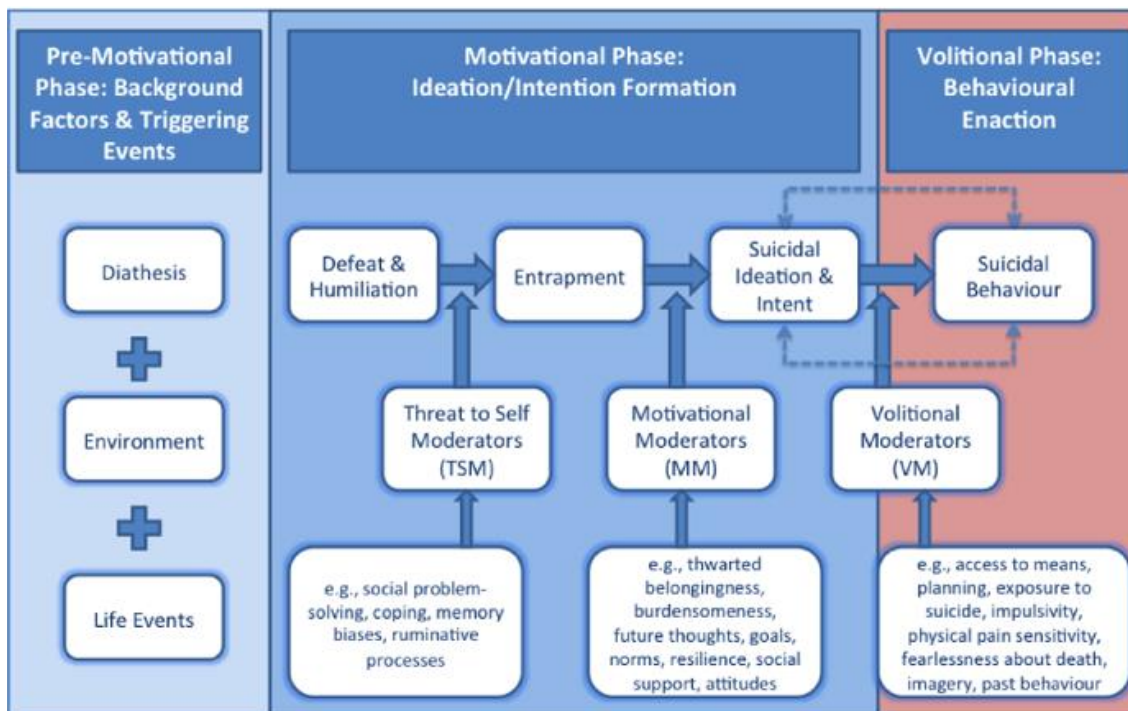 Pre-Motivational
Phase: Background
Factors & Triggering
Events
Motivational Phase:
Ideation/Intention Formation
Volitional Phase:
Behavioural
Enaction
Diathesis
Environment
Life Events
Defeat &
Humiliation
Entrapment
Suicidal
Ideation &
Intent
Suicidal
Behaviour
Threat to Self
Moderators
(TSM)
Motivational
Moderators
(MM)
Volitional
Moderators
(VM)
e.g., social problem-
solving, coping, memory
biases, ruminative
processes
e.g., thwarted
belongingness,
burdensomeness,
future thoughts, goals,
norms, resilience, social
support, attitudes
e.g., access to means,
planning, exposure to
suicide, impulsivity,
physical pain sensitivity,
fearlessness about death,
imagery, past behaviour